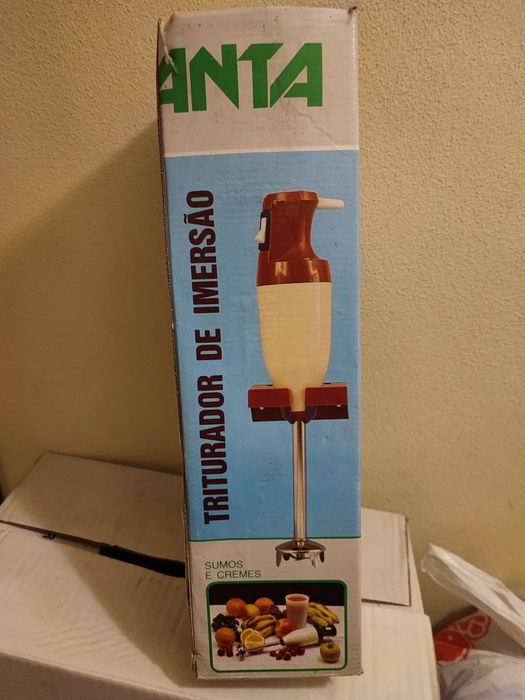 ANTA
TRITURADOR DE IMERSÃO
SUMOS
E CREMES